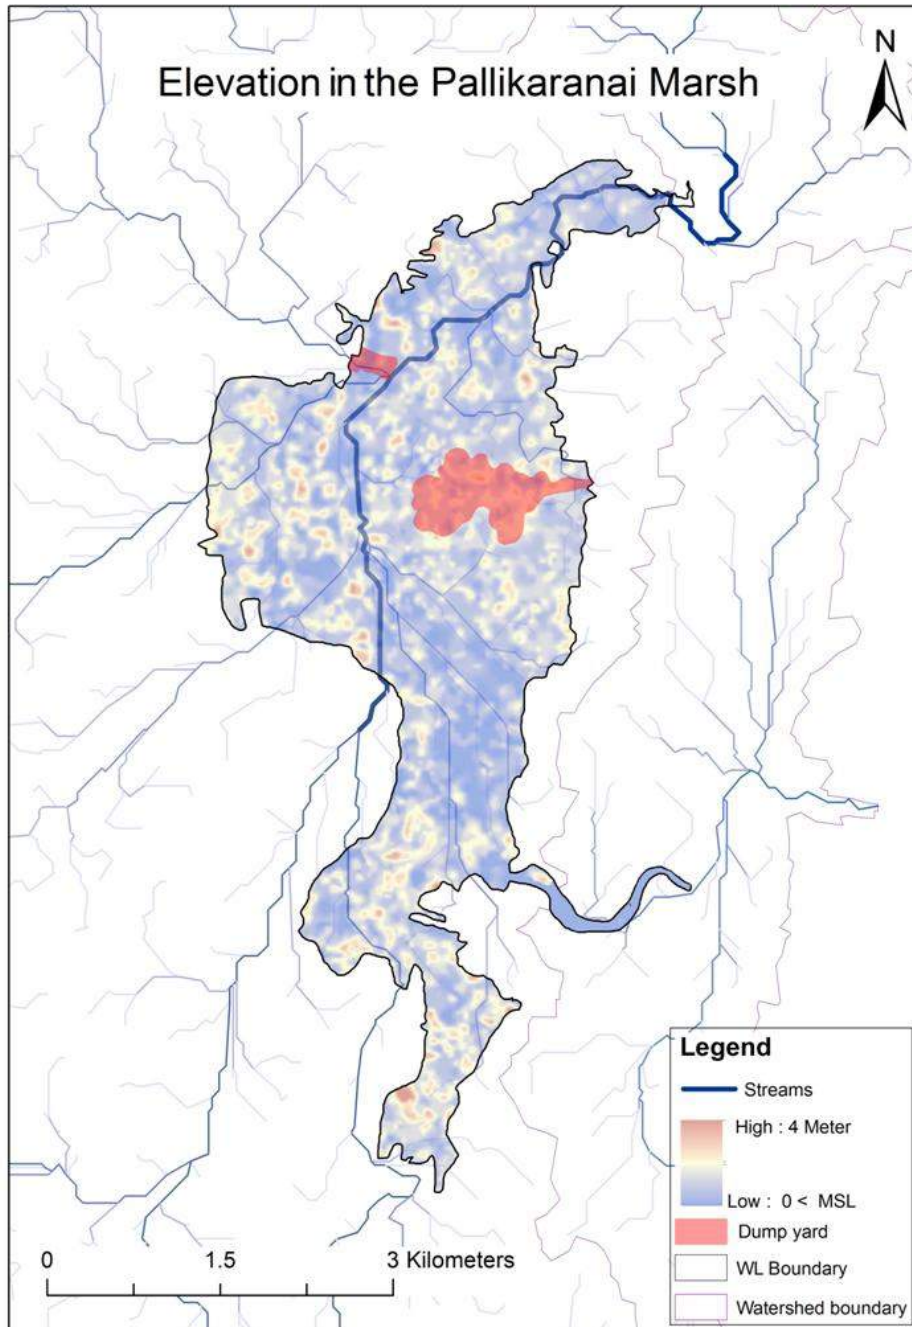 Elevation in the Pallikaranai Marsh
N
Legend
Streams
High : 4 Meter
Low : 0 < MSL
Dump yard
WL Boundary
Watershed boundary
0 1.5 3 Kilometers